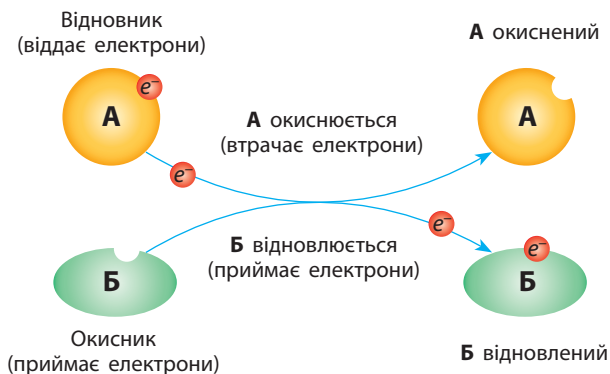 Відновник
(віддає електрони)
А окиснений
e⁻
А
А
А окиснюється
(втрачає електрони)
e⁻
e⁻
e⁻
Б
Б відновлюється
(приймає електрони)
Б
Окисник
(приймає електрони)
Б відновлений